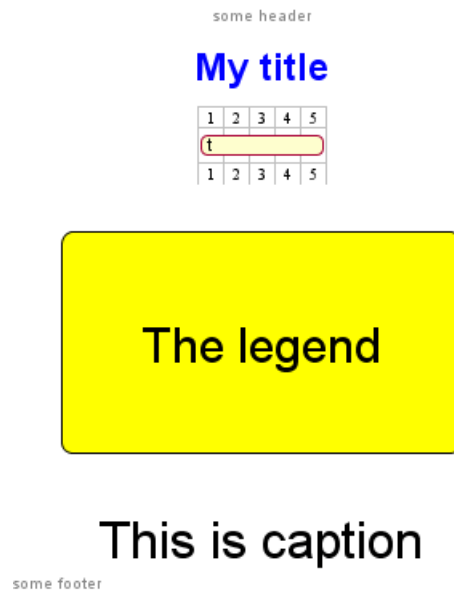 some header
My title
1 2 3 4 5
t
1 2 3 4 5
The legend
This is caption
some footer